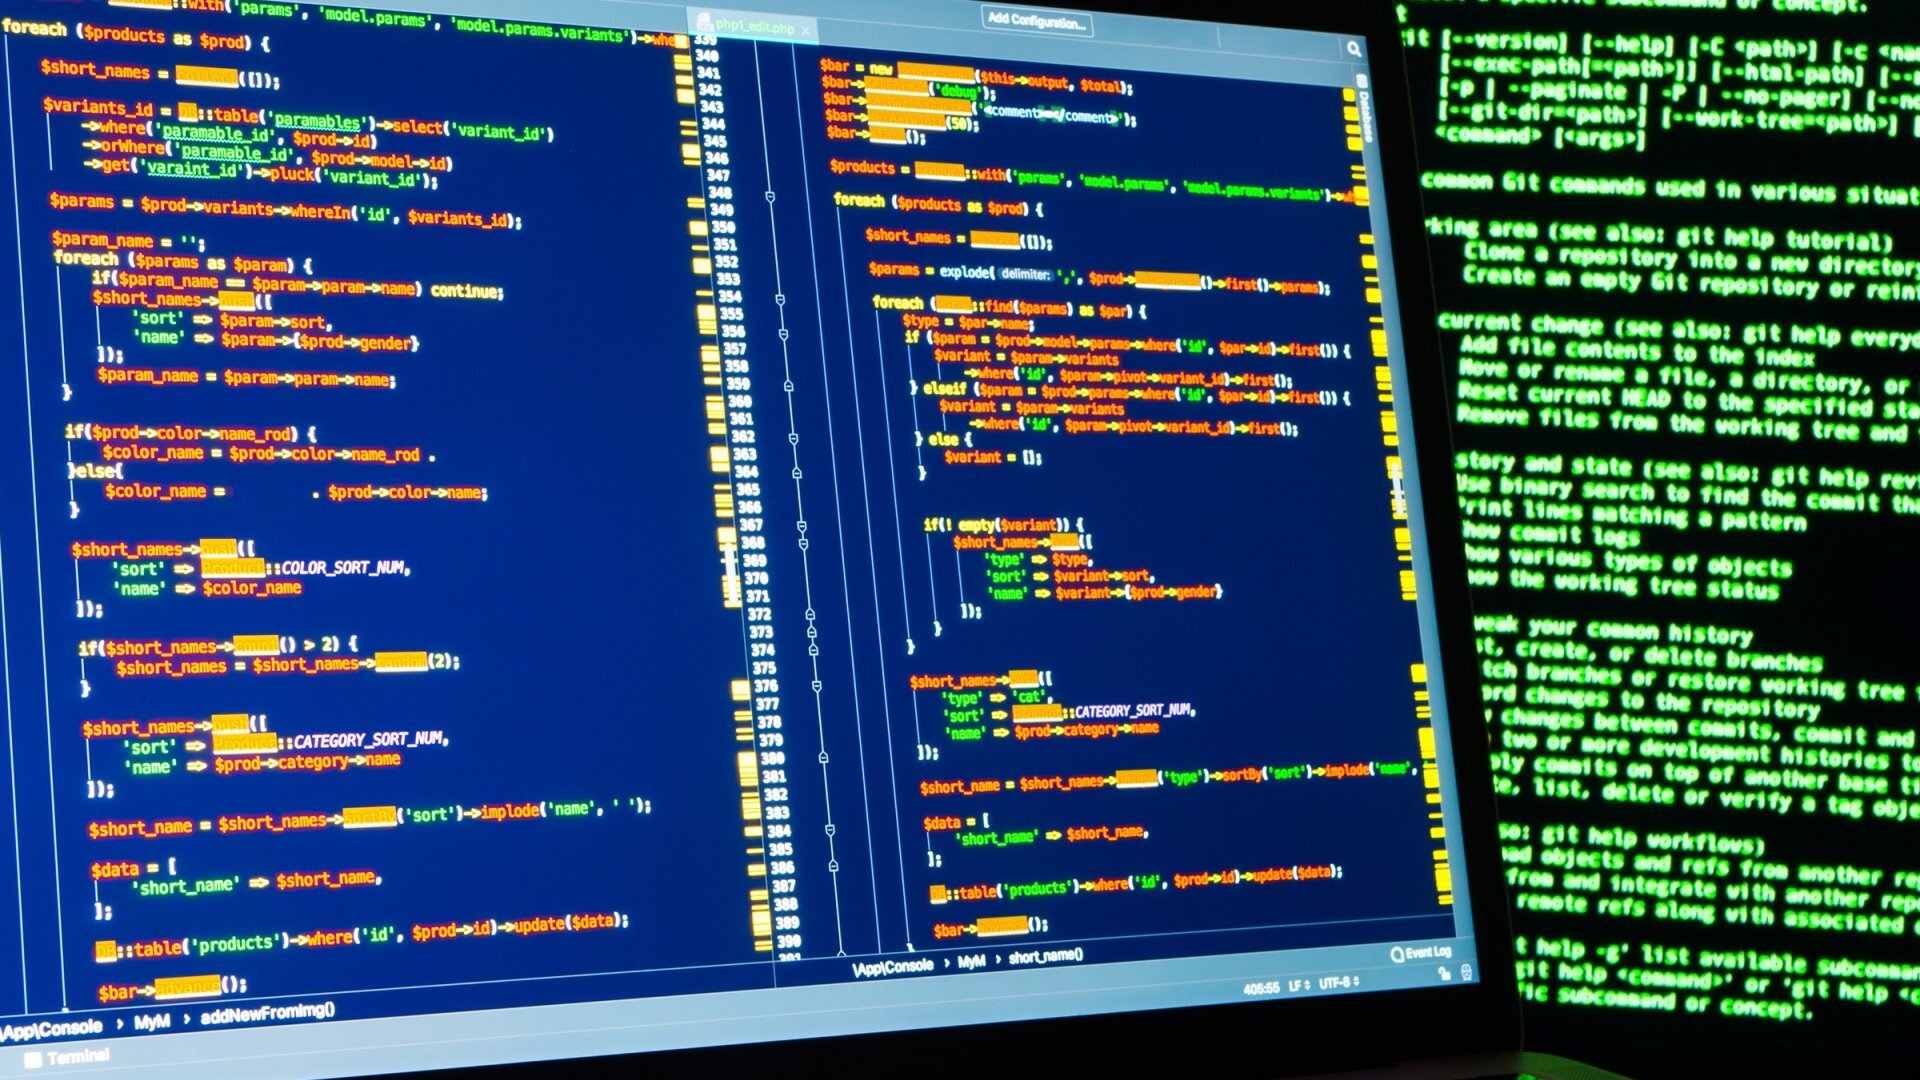 with('params', 'model.params', 'model.params.variants')->whe
foreach ($products as $prod) {
$short_names = collect([]);
$variants_id = DB::table('paramables')->select('variant_id')
->where('paramable_id', $prod->id)
->orWhere('paramable_id', $prod->model->id)
->get('varaint_id')->pluck('variant_id');
$params = $prod->variants->whereIn('id', $variants_id);
$param_name = '';
foreach ($params as $param) {
if($param_name == $param->param->name) continue;
$short_names->push([
'sort' => $param->sort,
'name' => $param->{$prod->gender}
]);
$param_name = $param->param->name;
}
if($prod->color->name_rod) {
$color_name = $prod->color->name_rod .
}else{
$color_name = . $prod->color->name;
}
$short_names->push([
'sort' => Product::COLOR_SORT_NUM,
'name' => $color_name
]);
if($short_names->count() > 2) {
$short_names = $short_names->random(2);
}
$short_names->push([
'sort' => Product::CATEGORY_SORT_NUM,
'name' => $prod->category->name
]);
$short_name = $short_names->sortBy('sort')->implode('name', ' ');
$data = [
'short_name' => $short_name,
];
DB::table('products')->where('id', $prod->id)->update($data);
$bar->advance();
\App\Console > MyM > addNewFromImg()
Terminal
php1_edit.php
Add Configuration...
Database
339
340
341
342
343
344
345
346
347
348
349
350
351
352
353
354
355
356
357
358
359
360
361
362
363
364
365
366
367
368
369
370
371
372
373
374
375
376
377
378
379
380
381
382
383
384
385
386
387
388
389
390
391
$bar = new ($this->output, $total);
$bar-> ('debug');
$bar-> ('<comment>=</comment>');
$bar-> (50);
$bar-> ();
$products = ::with('params', 'model.params', 'model.params.variants')->wh
foreach ($products as $prod) {
$short_names = ([]);
$params = explode( delimiter: ',', $prod-> ()->first()->params);
foreach ( ::find($params) as $par) {
$type = $par->name;
if ($param = $prod->model->params->where('id', $par->id)->first()) {
$variant = $param->variants
->where('id', $param->pivot->variant_id)->first();
} elseif ($param = $prod->params->where('id', $par->id)->first()) {
$variant = $param->variants
->where('id', $param->pivot->variant_id)->first();
} else {
$variant = [];
}
if(! empty($variant)) {
$short_names->push([
'type' => $type,
'sort' => $variant->sort,
'name' => $variant->{$prod->gender}
]);
}
}
$short_names->push([
'type' => 'cat',
'sort' => Product::CATEGORY_SORT_NUM,
'name' => $prod->category->name
]);
$short_name = $short_names-> ('type')->sortBy('sort')->implode('name',
$data = [
'short_name' => $short_name,
];
DB::table('products')->where('id', $prod->id)->update($data);
$bar->advance();
}
\App\Console > MyM > short_name()
Event Log
405:55 LF UTF-8
subcommand or concept.
git [--version] [--help] [-C <path>] [-c <nam
[--exec-path[=<path>]] [--html-path] [--
[-p | --paginate | -P | --no-pager] [--no
[--git-dir=<path>] [--work-tree=<path>] [
<command> [<args>]
common Git commands used in various situat
rking area (see also: git help tutorial)
Clone a repository into a new directory
Create an empty Git repository or rein
current change (see also: git help everyd
Add file contents to the index
Move or rename a file, a directory, or
Reset current HEAD to the specified sta
Remove files from the working tree and
story and state (see also: git help rev
Use binary search to find the commit tha
Print lines matching a pattern
how commit logs
how various types of objects
how the working tree status
weak your common history
st, create, or delete branches
tch branches or restore working tree
ord changes to the repository
w changes between commits, commit and
two or more development histories to
ply commits on top of another base ti
te, list, delete or verify a tag obje
so: git help workflows)
oad objects and refs from another rep
from and integrate with another repo
remote refs along with associated
t help -g' list available subcomman
git help <command>' or 'git help <c
ic subcommand or concept.